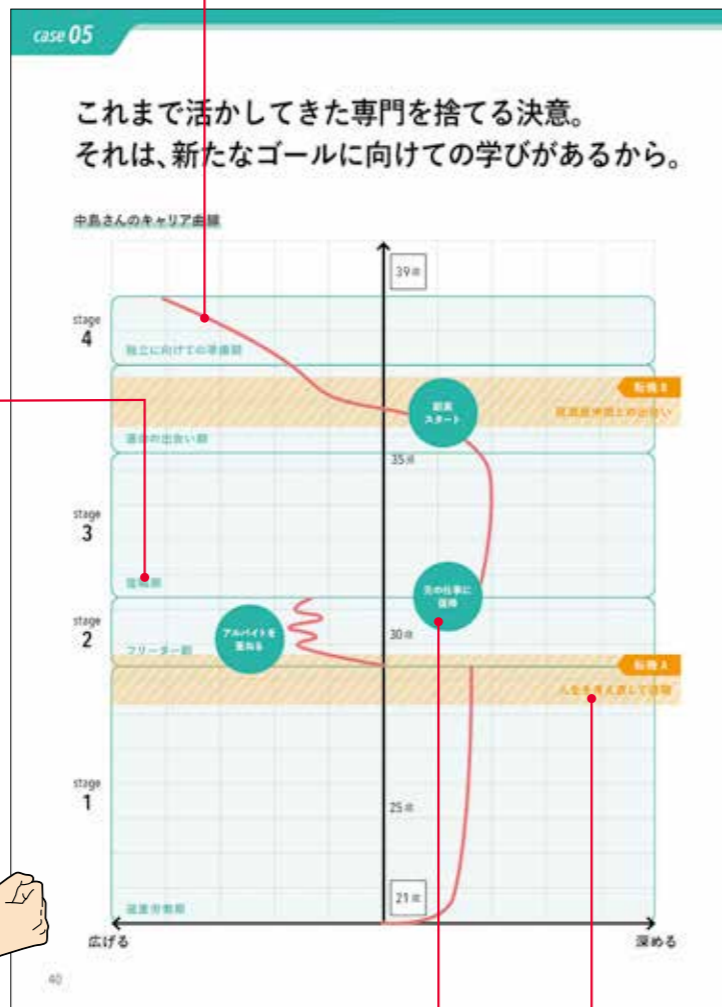 case 05
これまで活かしてきた専門を捨てる決意。
それは、新たなゴールに向けての学びがあるから。
中島さんのキャリア曲線
39歳
stage
4
独立に向けての準備期
転機 B
副業
スタート
運命の出会い期
35歳
stage
3
元の仕事に
復帰
stage
2
アルバイトを
重ねる
30歳
フリーター期
転機 A
人生を考え直して退職
stage
1
25歳
21歳
過重労働期
広げる
深める
40